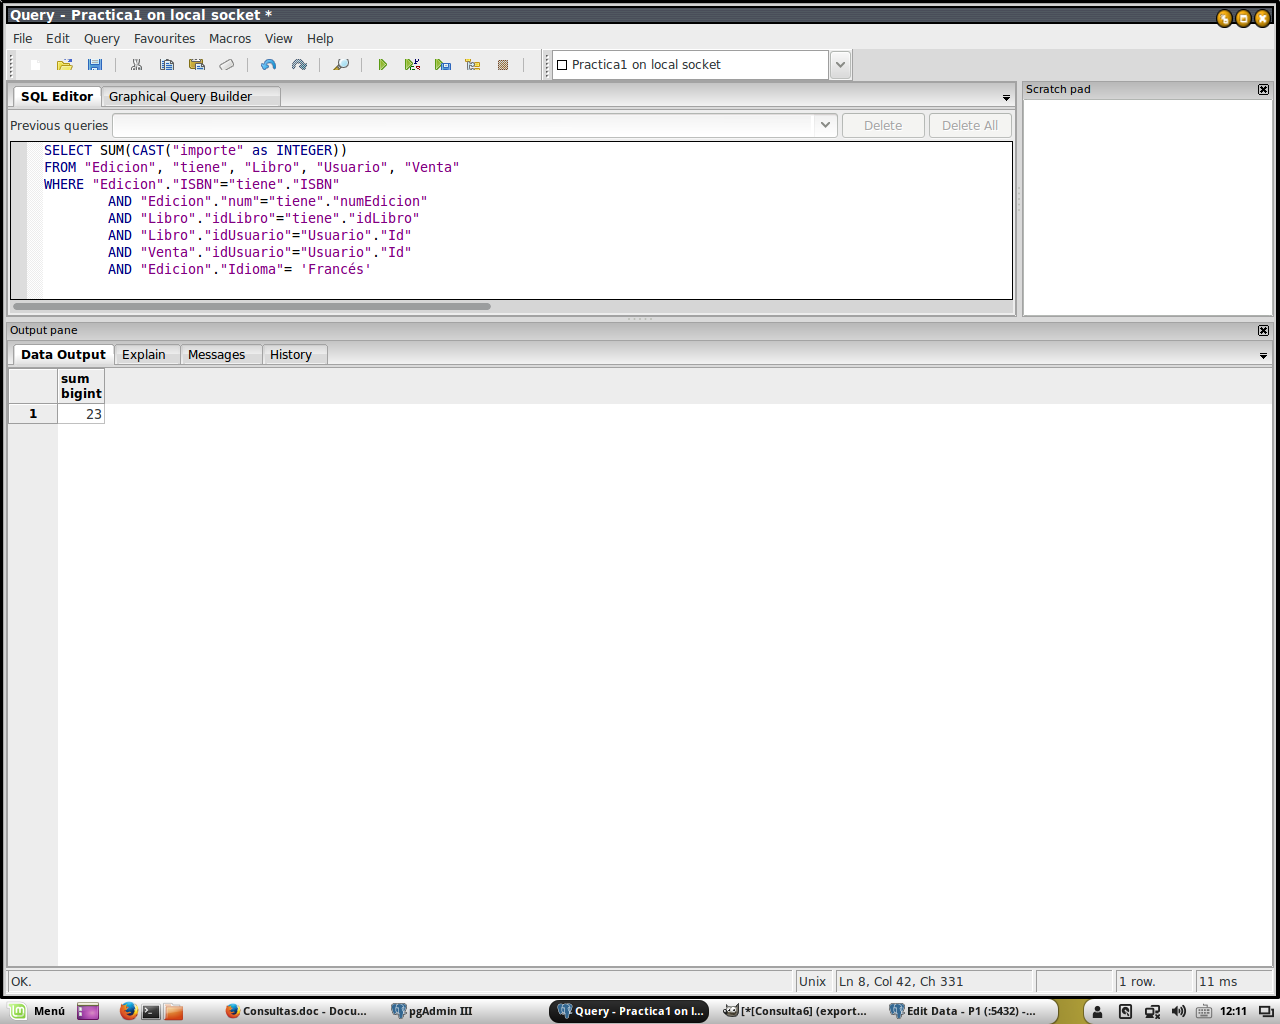 Query - Practica1 on local socket *
File Edit Query Favourites Macros View Help
Practica1 on local socket
SQL Editor Graphical Query Builder
Scratch pad
Previous queries Delete Delete All
SELECT SUM(CAST("importe" as INTEGER))
FROM "Edicion", "tiene", "Libro", "Usuario", "Venta"
WHERE "Edicion"."ISBN"="tiene"."ISBN"
AND "Edicion"."num"="tiene"."numEdicion"
AND "Libro"."idLibro"="tiene"."idLibro"
AND "Libro"."idUsuario"="Usuario"."Id"
AND "Venta"."idUsuario"="Usuario"."Id"
AND "Edicion"."Idioma"= 'Francés'
Output pane
Data Output Explain Messages History
sum
bigint
1 23
OK. Unix Ln 8, Col 42, Ch 331 1 row. 11 ms
Menú Consultas.doc - Docu... pgAdmin III Query - Practica1 on l... [*[Consulta6] (export... Edit Data - P1 (:5432) -... 12:11